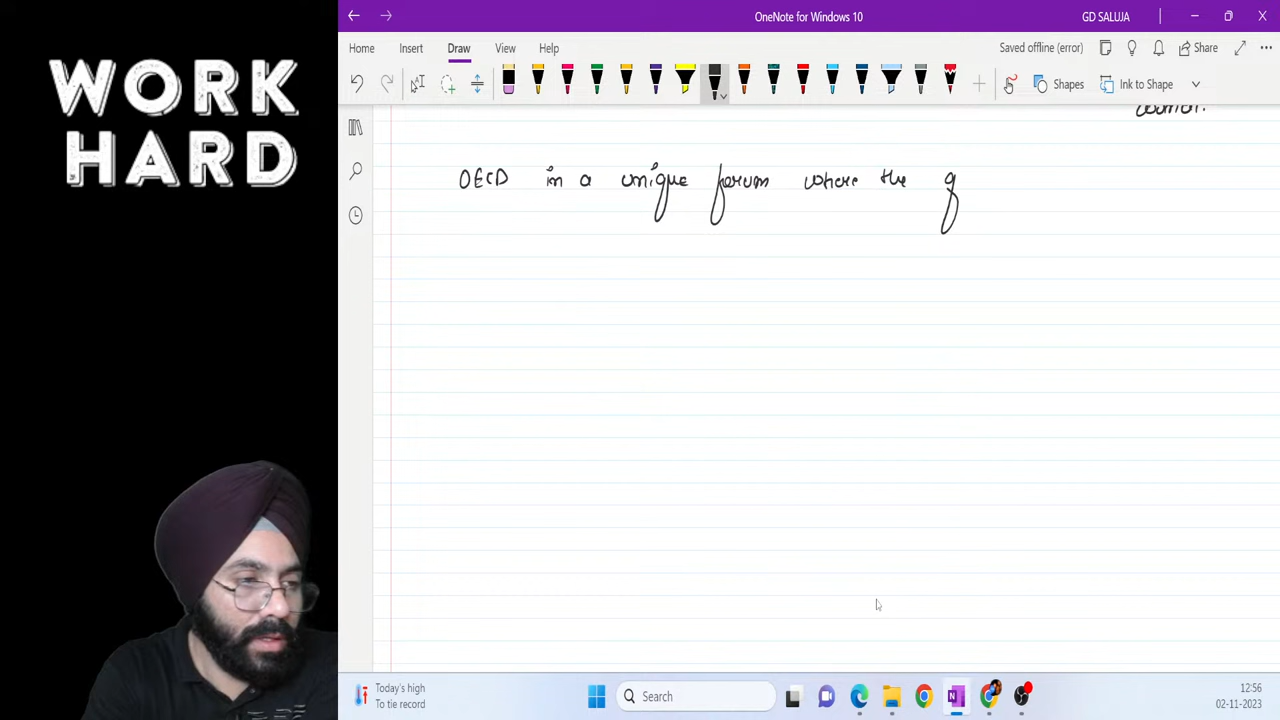 WORK
HARD
OneNote for Windows 10
GD SALUJA
Home Insert Draw View Help
Saved offline (error)
Share
Shapes
Ink to Shape
OECD in a unique forum where the g
Today's high
To tie record
Search
12:56
02-11-2023